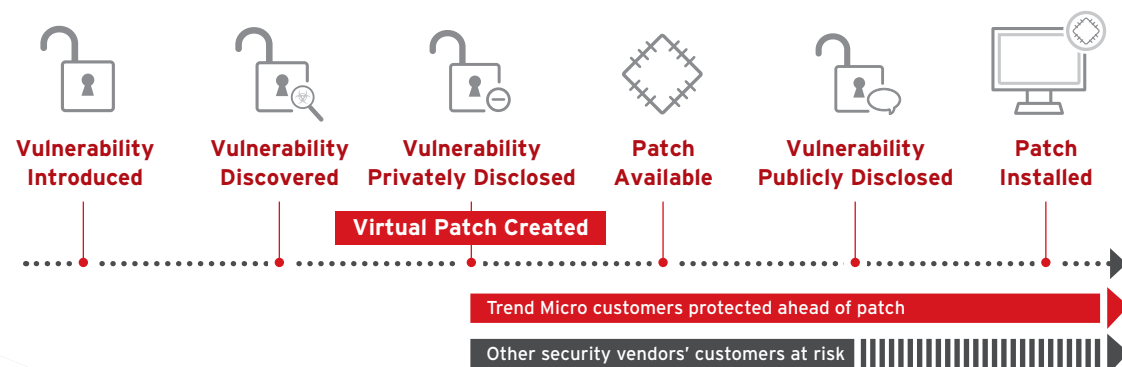 Vulnerability
Introduced
Vulnerability
Discovered
Vulnerability
Privately Disclosed
Patch
Available
Vulnerability
Publicly Disclosed
Patch
Installed
Virtual Patch Created
Trend Micro customers protected ahead of patch
Other security vendors’ customers at risk